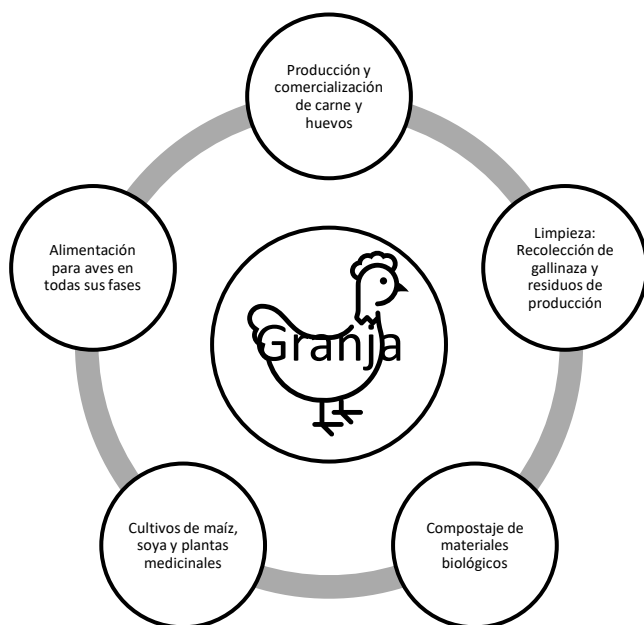 Producción y
comercialización
de carne y
huevos
Limpieza:
Recolección de
gallinaza y
residuos de
producción
Compostaje de
materiales
biológicos
Cultivos de maíz,
soya y plantas
medicinales
Alimentación
para aves en
todas sus fases
Granja